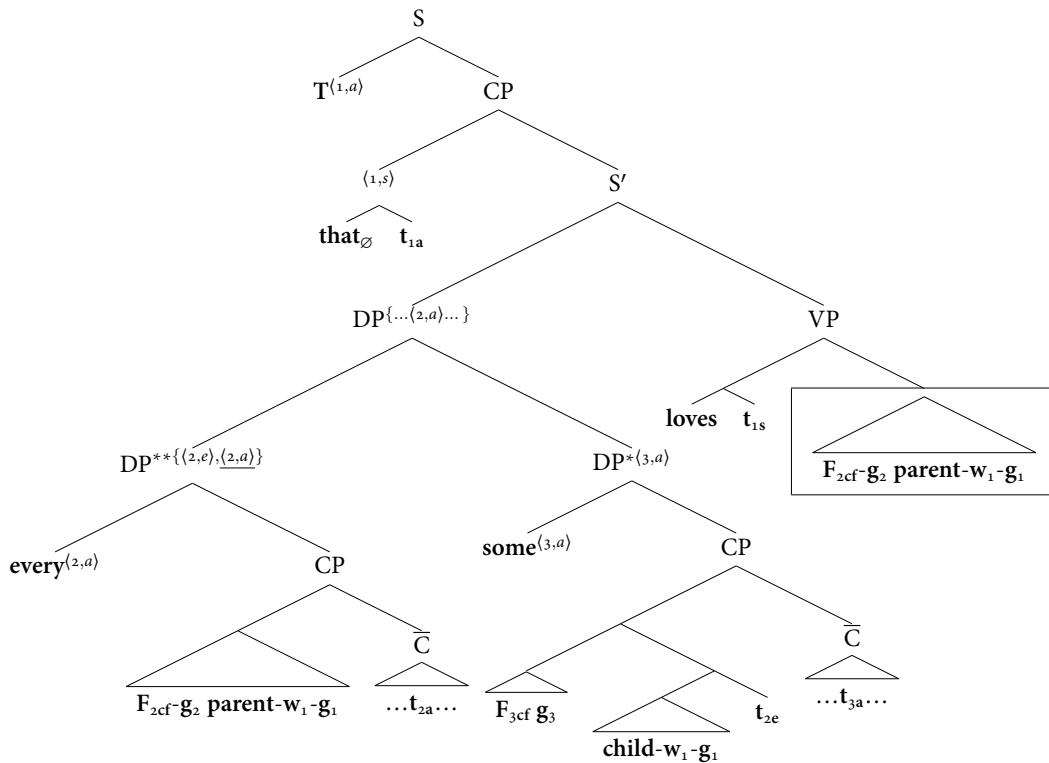 S
T⟨1,a⟩ CP
⟨1,s⟩ S′
that∅ t1a
DP{...⟨2,a⟩...} VP
loves t1s
DP**{⟨2,e⟩,⟨2,a⟩} DP*⟨3,a⟩
F2cf-g2 parent-w1-g1
every⟨2,a⟩ CP some⟨3,a⟩ CP
C̅ C̅
F2cf-g2 parent-w1-g1 ...t2a... F3cf g3 t2e ...t3a...
child-w1-g1